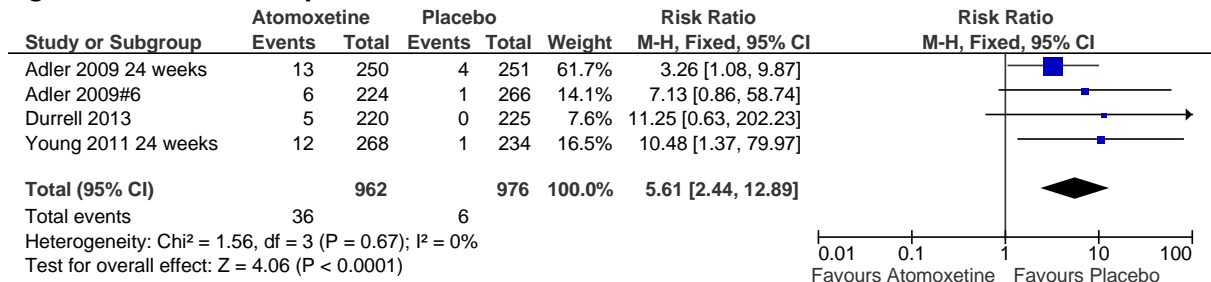 Atomoxetine Placebo Risk Ratio Risk Ratio
Study or Subgroup Events Total Events Total Weight M-H, Fixed, 95% CI M-H, Fixed, 95% CI
Adler 2009 24 weeks 13 250 4 251 61.7% 3.26 [1.08, 9.87]
Adler 2009#6 6 224 1 266 14.1% 7.13 [0.86, 58.74]
Durrell 2013 5 220 0 225 7.6% 11.25 [0.63, 202.23]
Young 2011 24 weeks 12 268 1 234 16.5% 10.48 [1.37, 79.97]
Total (95% CI) 962 976 100.0% 5.61 [2.44, 12.89]
Total events 36 6
Heterogeneity: Chi² = 1.56, df = 3 (P = 0.67); I² = 0%
Test for overall effect: Z = 4.06 (P < 0.0001)
0.01 0.1 1 10 100
Favours Atomoxetine Favours Placebo